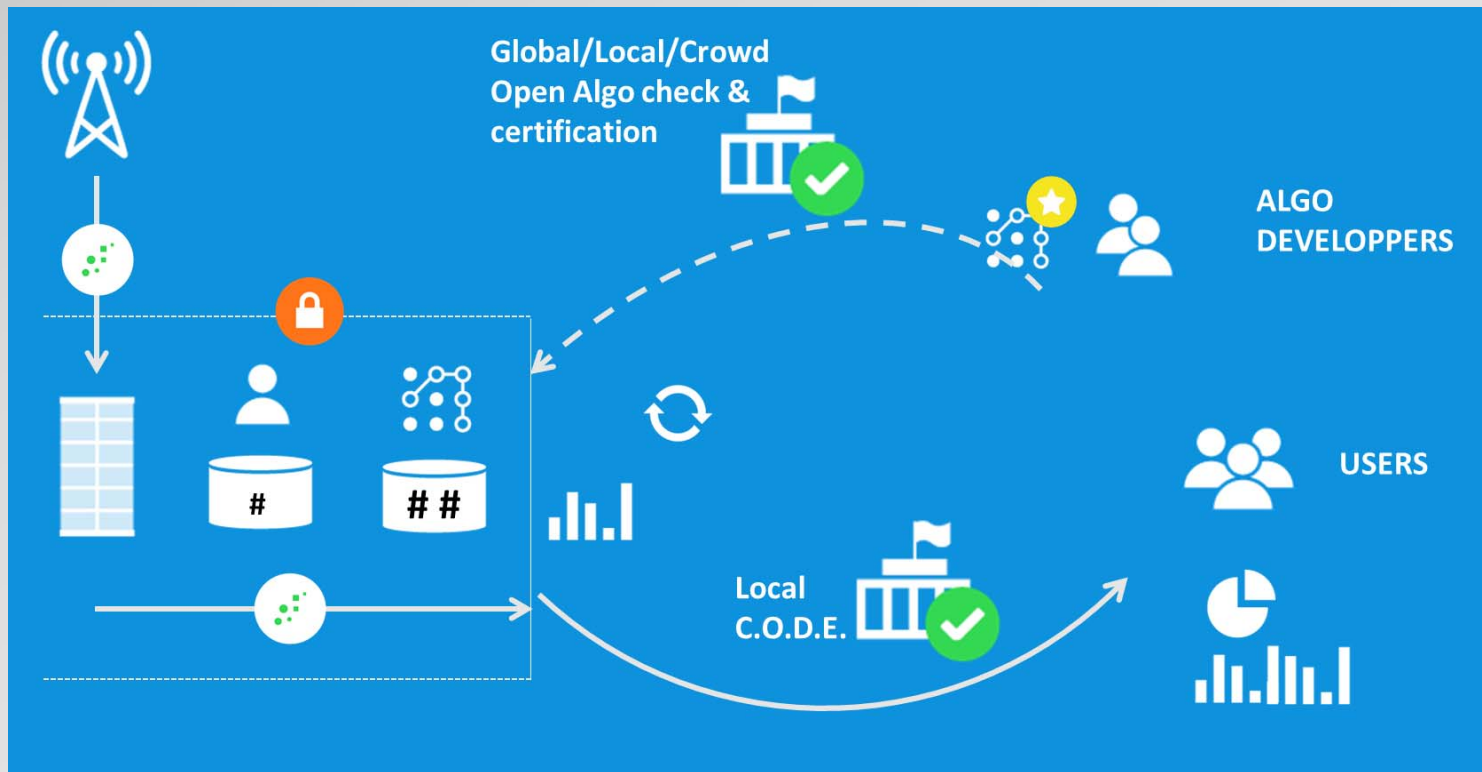 Global/Local/Crowd
Open Algo check &
certification
ALGO
DEVELOPPERS
#
# #
USERS
Local
C.O.D.E.